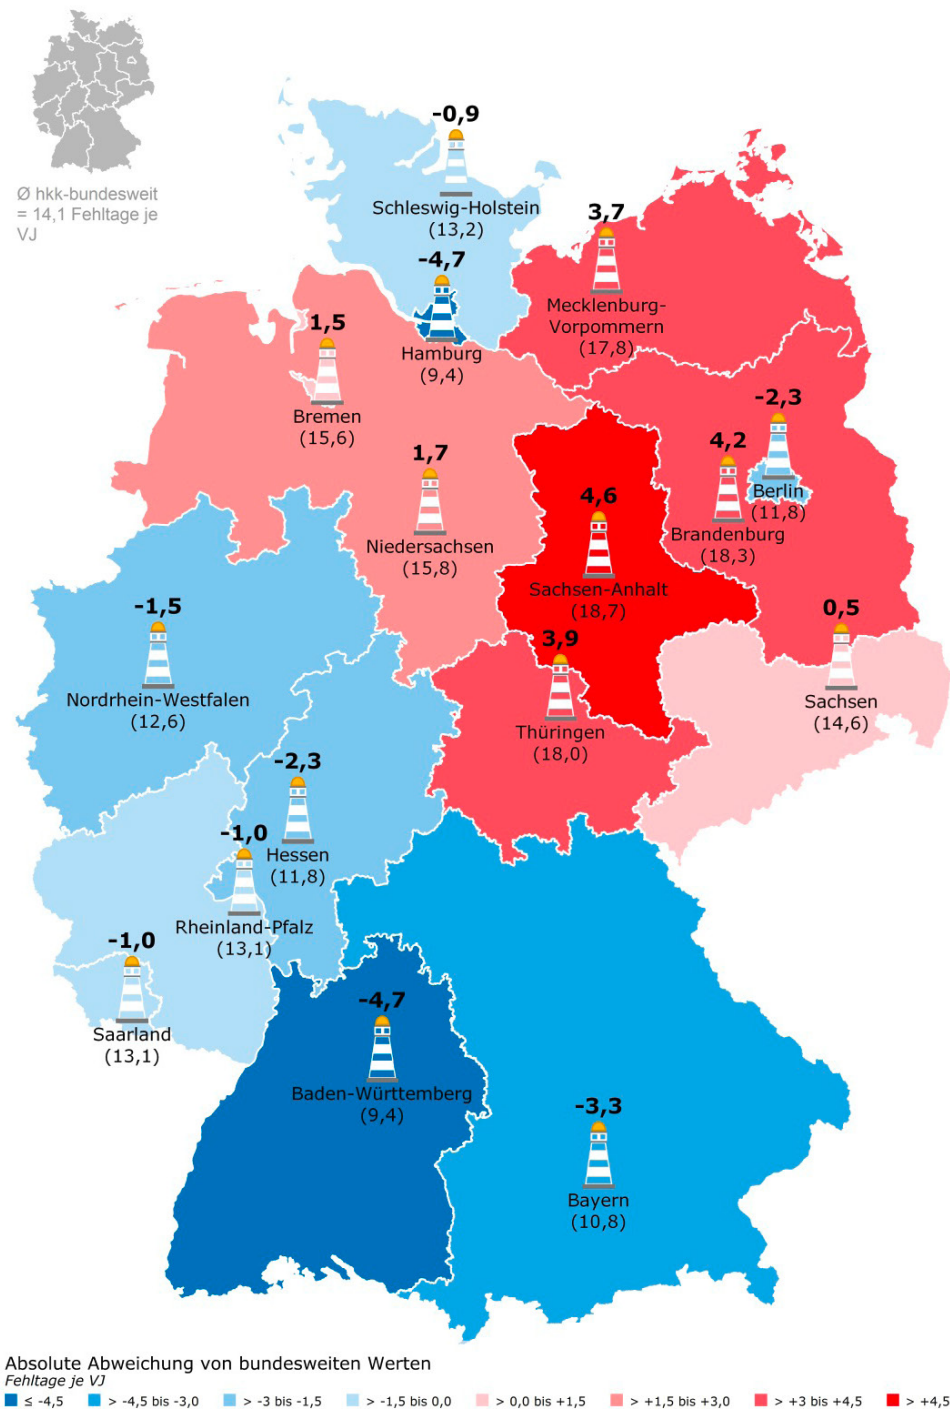 Ø hkk-bundesweit
= 14,1 Fehltage je
VJ
-0,9
Schleswig-Holstein
(13,2)
3,7
Mecklenburg-
Vorpommern
(17,8)
-4,7
Hamburg
(9,4)
1,5
Bremen
(15,6)
-2,3
Berlin
(11,8)
4,2
Brandenburg
(18,3)
1,7
Niedersachsen
(15,8)
4,6
Sachsen-Anhalt
(18,7)
-1,5
Nordrhein-Westfalen
(12,6)
3,9
Thüringen
(18,0)
0,5
Sachsen
(14,6)
-2,3
Hessen
(11,8)
-1,0
Rheinland-Pfalz
(13,1)
-1,0
Saarland
(13,1)
-4,7
Baden-Württemberg
(9,4)
-3,3
Bayern
(10,8)
Absolute Abweichung von bundesweiten Werten
Fehltage je VJ
≤ -4,5 > -4,5 bis -3,0 > -3 bis -1,5 > -1,5 bis 0,0 > 0,0 bis +1,5 > +1,5 bis +3,0 > +3 bis +4,5 > +4,5